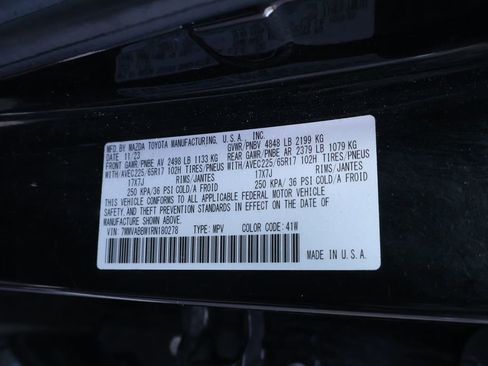 MFD. BY MAZDA TOYOTA MANUFACTURING, U.S.A., INC.
DATE: 11/23 GVWR/PNBV 4848 LB 2199 KG
FRONT GAWR/PNBE AV 2498 LB 1133 KG REAR GAWR/PNBE AR 2379 LB 1079 KG
WITH/AVEC225/65R17 102H TIRES/PNEUS WITH/AVEC225/65R17 102H TIRES/PNEUS
17X7J RIMS/JANTES 17X7J RIMS/JANTES
250 KPA/ 36 PSI COLD/A FROID 250 KPA/ 36 PSI COLD/A FROID
THIS VEHICLE CONFORMS TO ALL APPLICABLE FEDERAL MOTOR VEHICLE
SAFETY AND THEFT PREVENTION STANDARDS IN EFFECT ON THE DATE OF
MANUFACTURE SHOWN ABOVE.
VIN: 7MMVABBM1RN180278 TYPE: MPV COLOR CODE: 41W
MADE IN U.S.A.